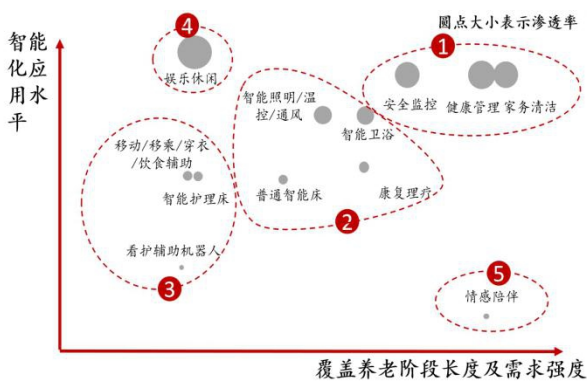 圆点大小表示渗透率
智能
化应
用水
平
4
娱乐休闲
1
安全监控
健康管理
家务清洁
智能照明/温
控/通风
智能卫浴
普通智能床
康复理疗
2
移动/移乘/穿衣
/饮食辅助
智能护理床
看护辅助机器人
3
5
情感陪伴
覆盖养老阶段长度及需求强度